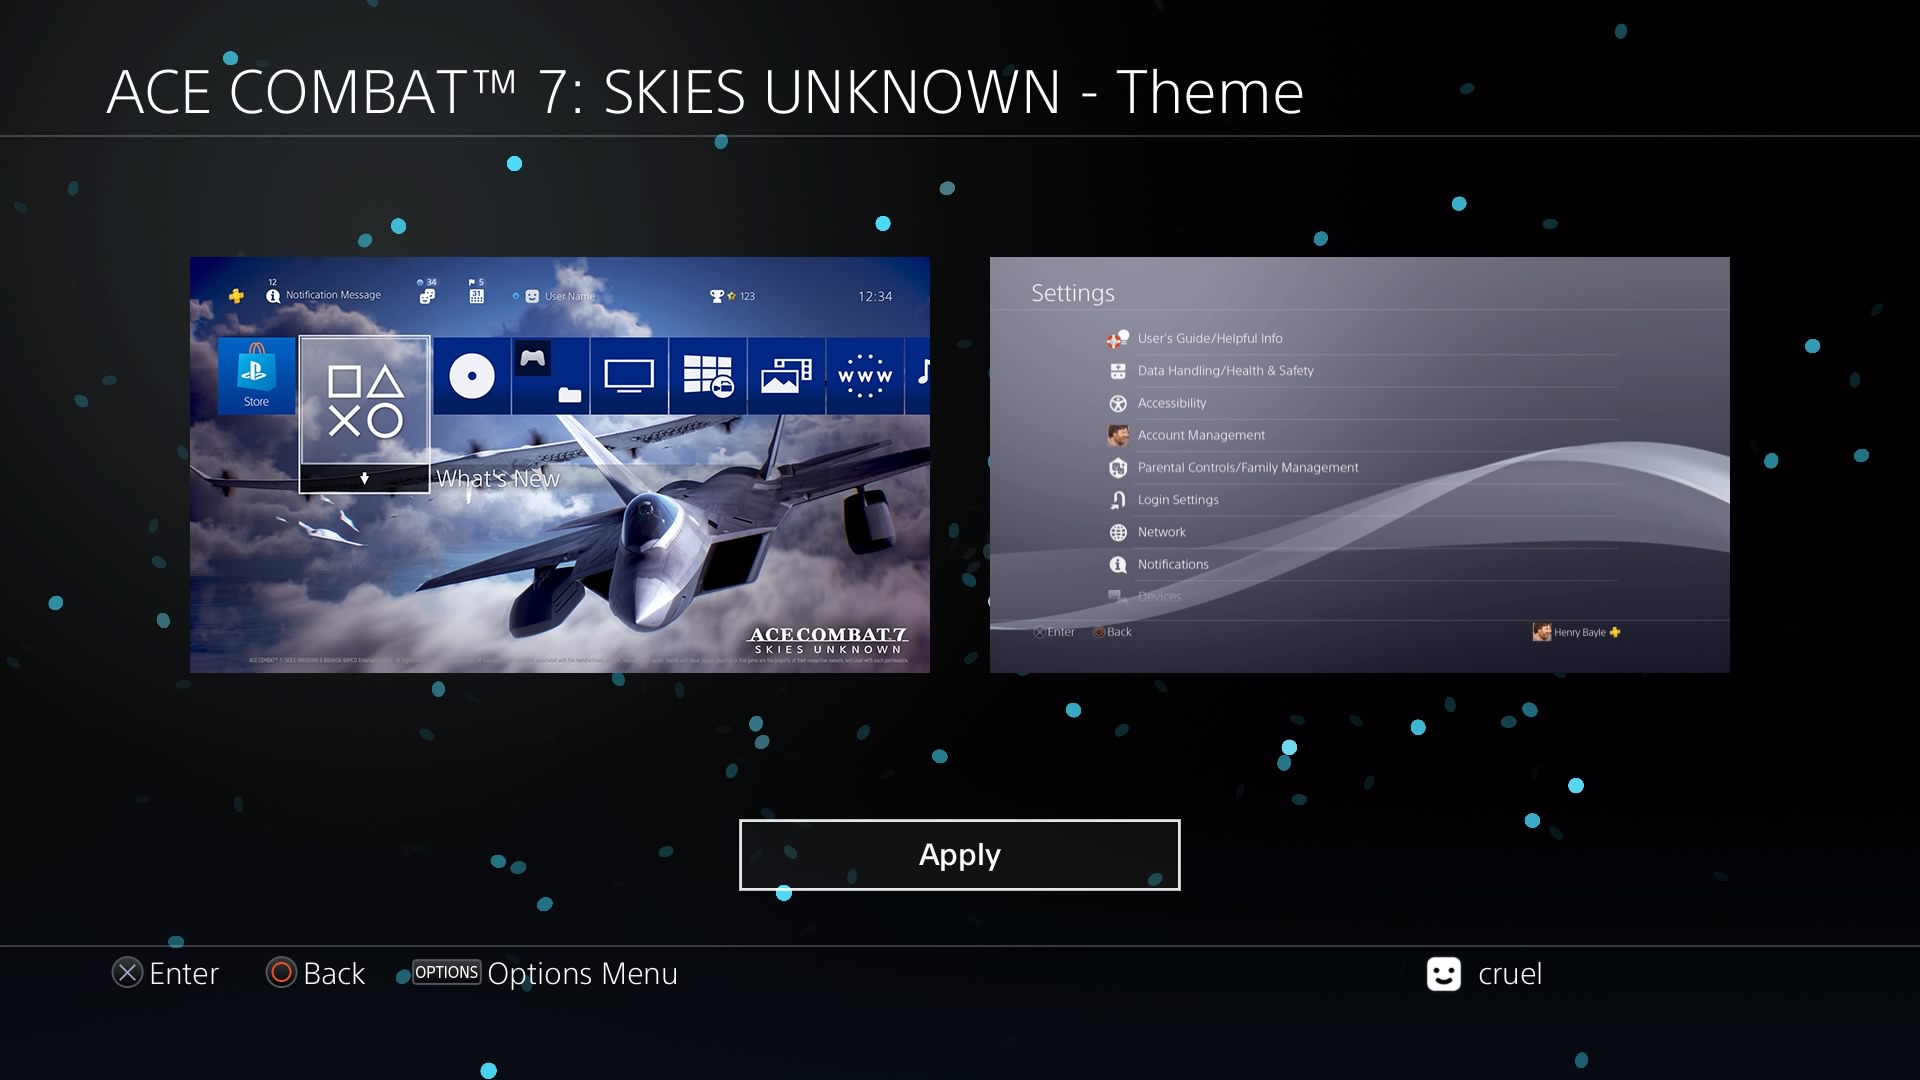 ACE COMBAT™ 7: SKIES UNKNOWN - Theme
12
Notification Message
34
5
31
User Name
123
12:34
Store
WWW
What's New
ACE COMBAT 7
SKIES UNKNOWN
Settings
User's Guide/Helpful Info
Data Handling/Health & Safety
Accessibility
Account Management
Parental Controls/Family Management
Login Settings
Network
Notifications
Devices
Enter
Back
Henry Bayle
Apply
Enter
Back
OPTIONS
Options Menu
cruel